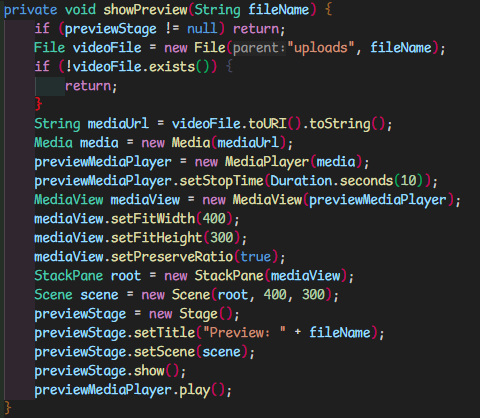 private void showPreview(String fileName) {
    if (previewStage != null) return;
    File videoFile = new File(parent:"uploads", fileName);
    if (!videoFile.exists()) {
        return;
    }
    String mediaUrl = videoFile.toURI().toString();
    Media media = new Media(mediaUrl);
    previewMediaPlayer = new MediaPlayer(media);
    previewMediaPlayer.setStopTime(Duration.seconds(10));
    MediaView mediaView = new MediaView(previewMediaPlayer);
    mediaView.setFitWidth(400);
    mediaView.setFitHeight(300);
    mediaView.setPreserveRatio(true);
    StackPane root = new StackPane(mediaView);
    Scene scene = new Scene(root, 400, 300);
    previewStage = new Stage();
    previewStage.setTitle("Preview: " + fileName);
    previewStage.setScene(scene);
    previewStage.show();
    previewMediaPlayer.play();
}